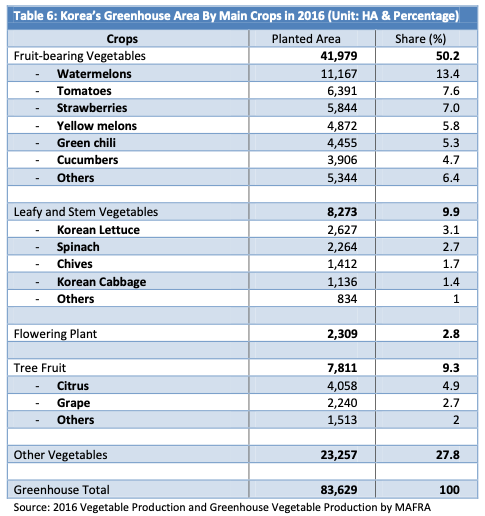 Table 6: Korea's Greenhouse Area By Main Crops in 2016 (Unit: HA & Percentage)
Crops Planted Area Share (%)
Fruit-bearing Vegetables 41,979 50.2
- Watermelons 11,167 13.4
- Tomatoes 6,391 7.6
- Strawberries 5,844 7.0
- Yellow melons 4,872 5.8
- Green chili 4,455 5.3
- Cucumbers 3,906 4.7
- Others 5,344 6.4
Leafy and Stem Vegetables 8,273 9.9
- Korean Lettuce 2,627 3.1
- Spinach 2,264 2.7
- Chives 1,412 1.7
- Korean Cabbage 1,136 1.4
- Others 834 1
Flowering Plant 2,309 2.8
Tree Fruit 7,811 9.3
- Citrus 4,058 4.9
- Grape 2,240 2.7
- Others 1,513 2
Other Vegetables 23,257 27.8
Greenhouse Total 83,629 100
Source: 2016 Vegetable Production and Greenhouse Vegetable Production by MAFRA